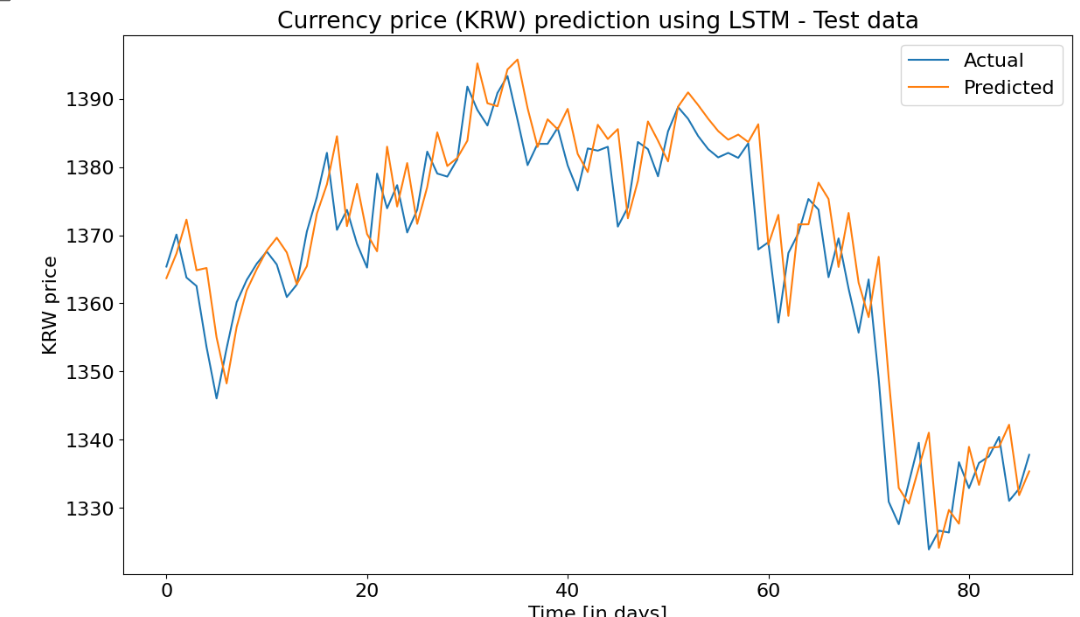 Currency price (KRW) prediction using LSTM - Test data
Actual
Predicted
KRW price
1390
1380
1370
1360
1350
1340
1330
0 20 40 60 80
Time [in days]